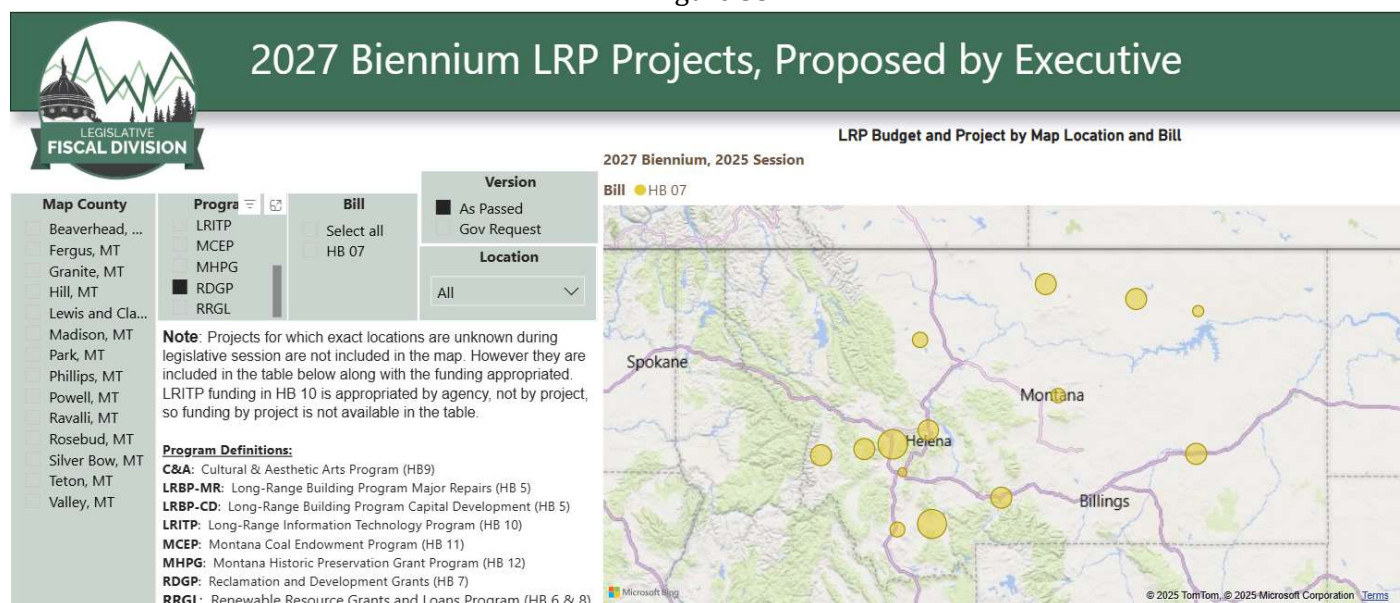 2027 Biennium LRP Projects, Proposed by Executive
LEGISLATIVE
FISCAL DIVISION
LRP Budget and Project by Map Location and Bill
2027 Biennium, 2025 Session
Bill HB 07
Map County
Beaverhead, ...
Fergus, MT
Granite, MT
Hill, MT
Lewis and Cla...
Madison, MT
Park, MT
Phillips, MT
Powell, MT
Ravalli, MT
Rosebud, MT
Silver Bow, MT
Teton, MT
Valley, MT
Progra
LRITP
MCEP
MHPG
RDGP
RRGL
Bill
Select all
HB 07
Version
As Passed
Gov Request
Location
All
Note: Projects for which exact locations are unknown during
legislative session are not included in the map. However they are
included in the table below along with the funding appropriated.
LRITP funding in HB 10 is appropriated by agency, not by project,
so funding by project is not available in the table.
Program Definitions:
C&A: Cultural & Aesthetic Arts Program (HB9)
LRBP-MR: Long-Range Building Program Major Repairs (HB 5)
LRBP-CD: Long-Range Building Program Capital Development (HB 5)
LRITP: Long-Range Information Technology Program (HB 10)
MCEP: Montana Coal Endowment Program (HB 11)
MHPG: Montana Historic Preservation Grant Program (HB 12)
RDGP: Reclamation and Development Grants (HB 7)
RRGL: Renewable Resource Grants and Loans Program (HB 6 & 8)
Spokane
Montana
Helena
Billings
Microsoft Bing
© 2025 TomTom, © 2025 Microsoft Corporation Terms